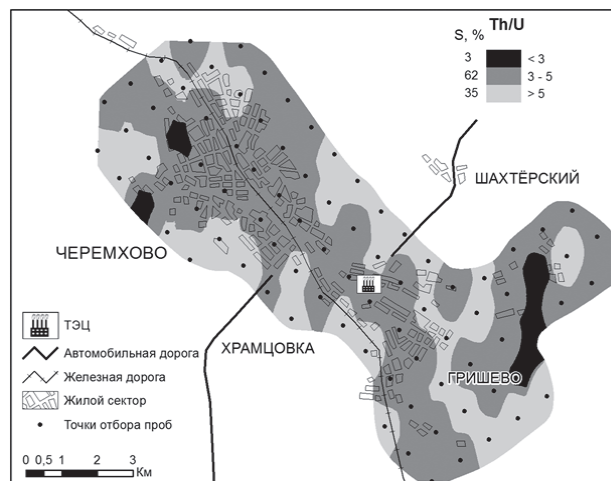 Th/U
S, %
3 < 3
62 3 - 5
35 > 5
ШАХТЁРСКИЙ
ЧЕРЕМХОВО
ХРАМЦОВКА
ГРИШЕВО
ТЭЦ
Автомобильная дорога
Железная дорога
Жилой сектор
Точки отбора проб
0 0,5 1 2 3
Км